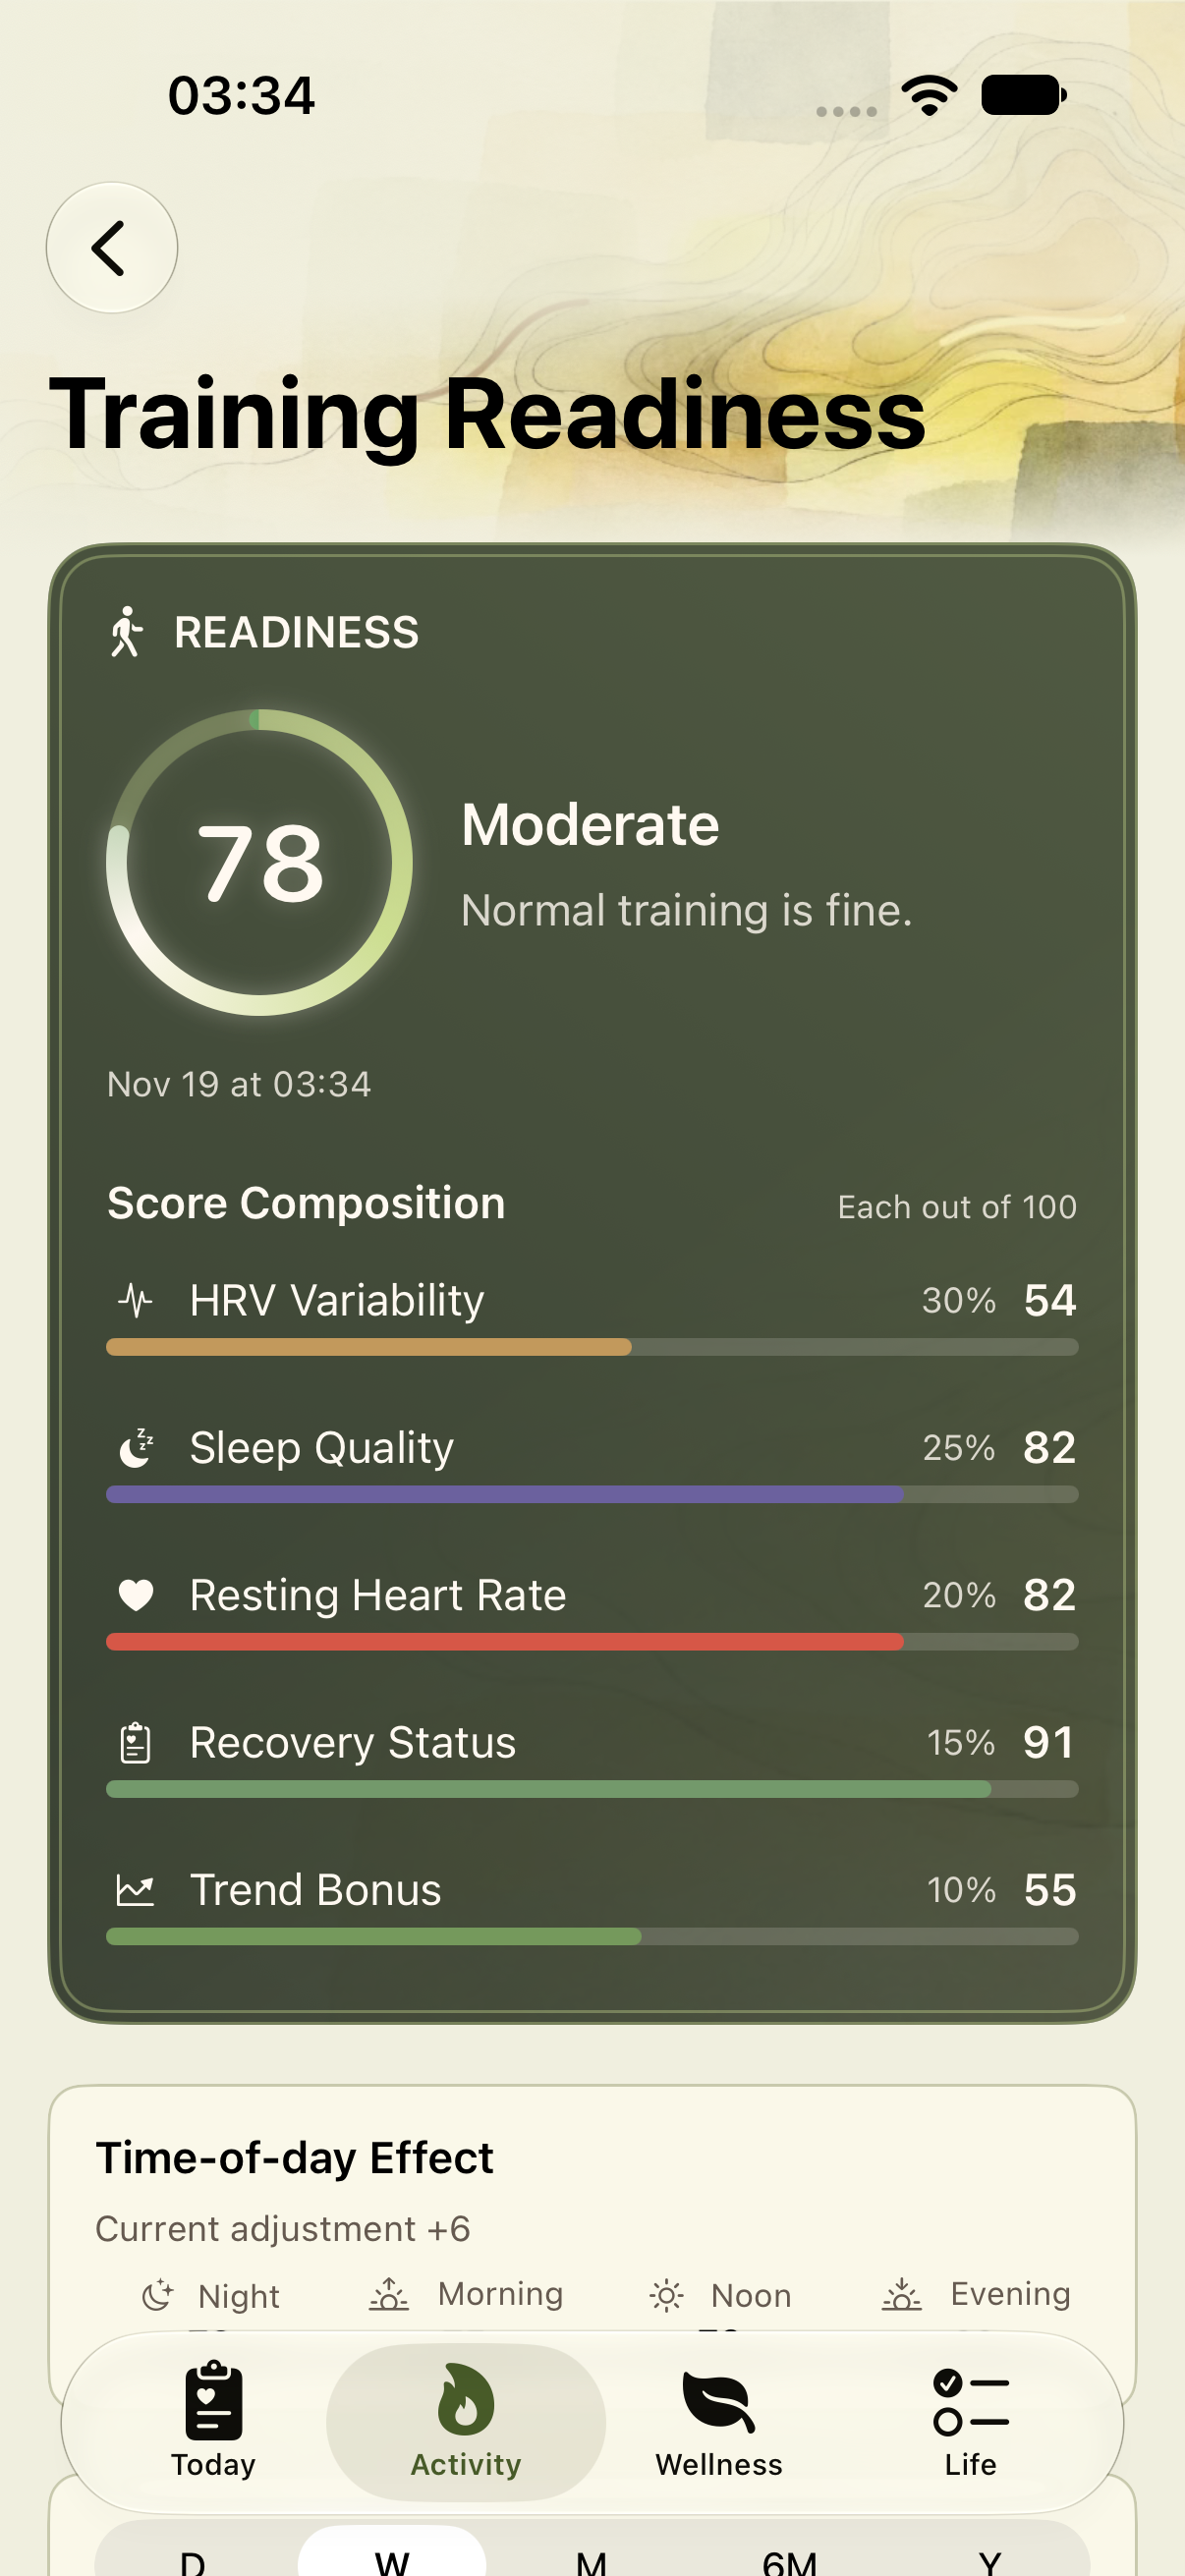 03:34
Training Readiness
READINESS
78
Moderate
Normal training is fine.
Nov 19 at 03:34
Score Composition
Each out of 100
HRV Variability 30% 54
Sleep Quality 25% 82
Resting Heart Rate 20% 82
Recovery Status 15% 91
Trend Bonus 10% 55
Time-of-day Effect
Current adjustment +6
Night Morning Noon Evening
Today Activity Wellness Life
D W M 6M Y